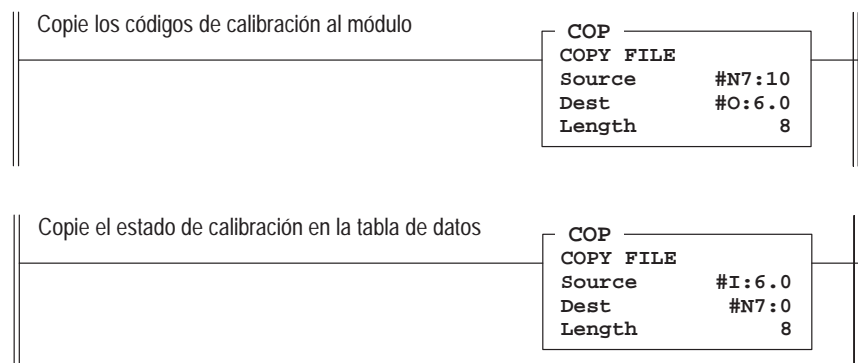 Copie los códigos de calibración al módulo
COP
COPY FILE
Source #N7:10
Dest #O:6.0
Length 8
Copie el estado de calibración en la tabla de datos
COP
COPY FILE
Source #I:6.0
Dest #N7:0
Length 8